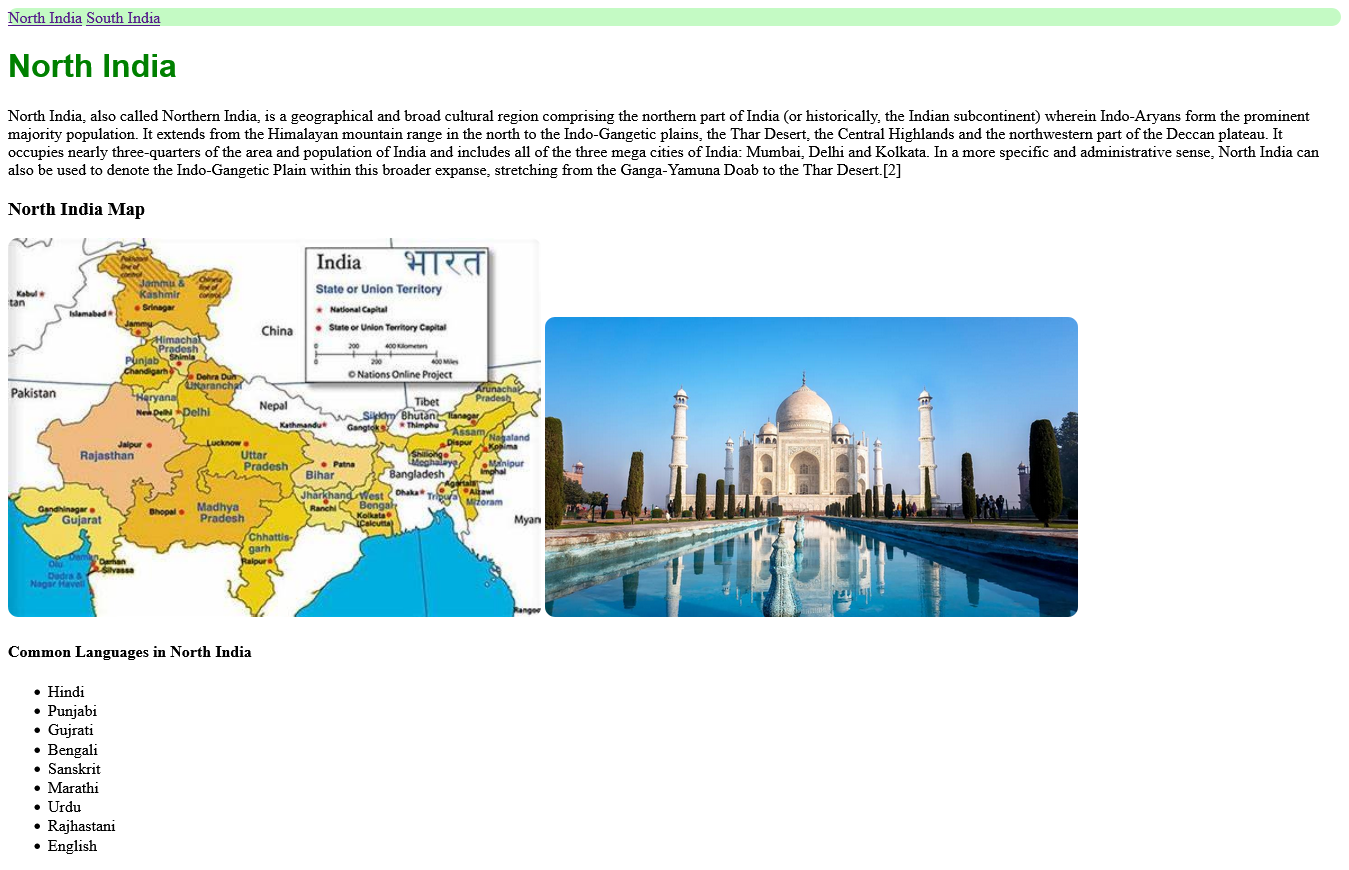 North India South India
North India
North India, also called Northern India, is a geographical and broad cultural region comprising the northern part of India (or historically, the Indian subcontinent) wherein Indo-Aryans form the prominent
majority population. It extends from the Himalayan mountain range in the north to the Indo-Gangetic plains, the Thar Desert, the Central Highlands and the northwestern part of the Deccan plateau. It
occupies nearly three-quarters of the area and population of India and includes all of the three mega cities of India: Mumbai, Delhi and Kolkata. In a more specific and administrative sense, North India can
also be used to denote the Indo-Gangetic Plain within this broader expanse, stretching from the Ganga-Yamuna Doab to the Thar Desert.[2]
North India Map
India भारत
State or Union Territory
National Capital
State or Union Territory Capital
0 200 400 Kilometers
0 200 400 Miles
© Nations Online Project
Pakistani
line of
control
Chinese
line of
control
Jammu &
Kashmir
Srinagar
Kabul
tan
Islamabad
Jammu
China
Himachal
Pradesh
Shimla
Punjab
Chandigarh
Dehra Dun
Uttaranchal
Pakistan
Haryana
New Delhi
Delhi
Nepal
Kathmandu
Tibet
Sikkim
Gangtok
Bhutan
Thimphu
Arunachal
Pradesh
Itanagar
Assam
Dispur
Nagaland
Kohima
Jaipur
Rajasthan
Lucknow
Uttar
Pradesh
Patna
Bihar
Shillong
Meghalaya
Manipur
Imphal
Bangladesh
Dhaka
Agartala
Tripura
Aizawl
Mizoram
Gandhinagar
Gujarat
Bhopal
Madhya
Pradesh
Jharkhand
Ranchi
West
Bengal
Kolkata
(Calcutta)
Myan
Chhattis-
garh
Raipur
Daman
Diu
Daman
Silvassa
Dadra &
Nagar Haveli
Rangor
Common Languages in North India
Hindi
Punjabi
Gujrati
Bengali
Sanskrit
Marathi
Urdu
Rajhastani
English